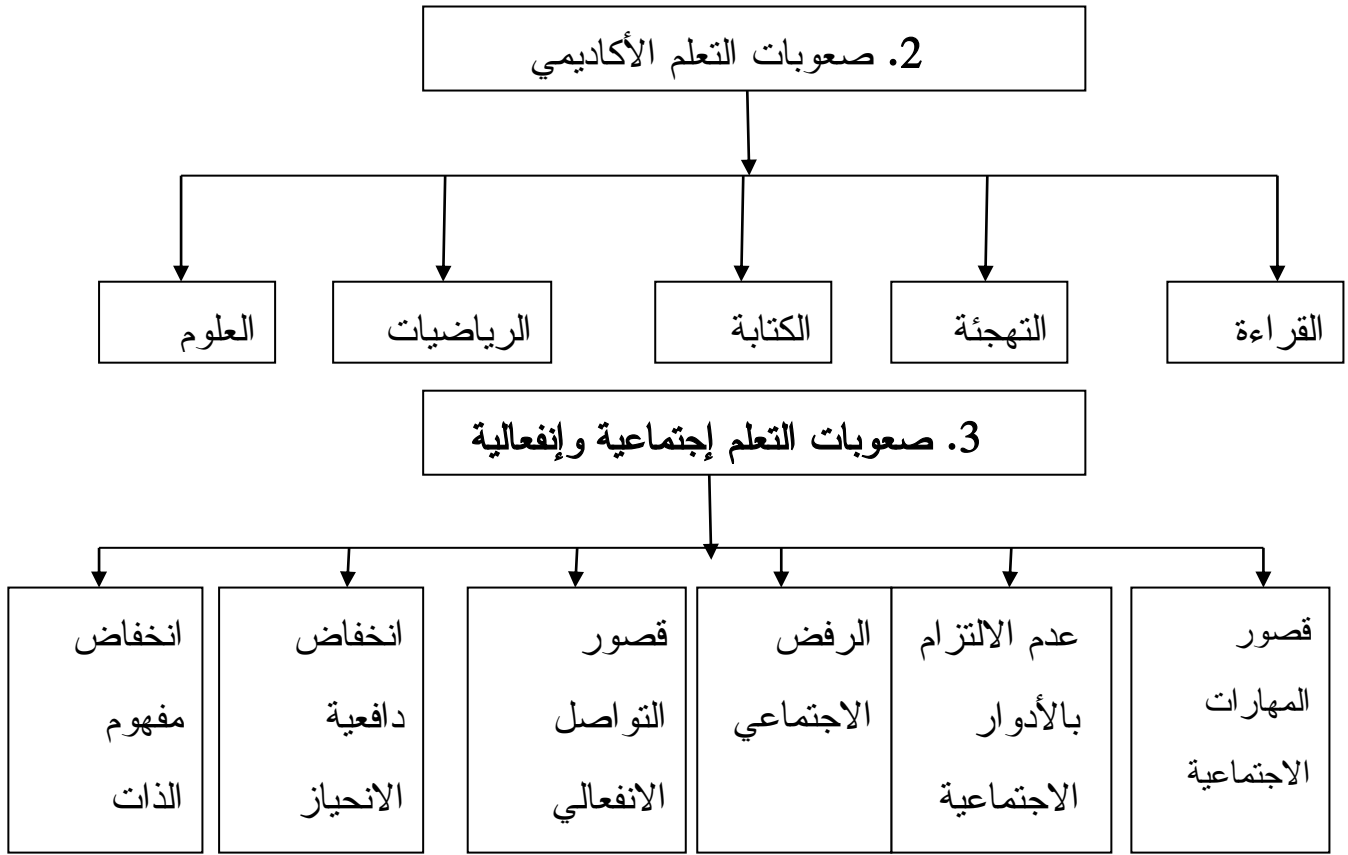 2. صعوبات التعلم الأكاديمي
القراءة
التهجئة
الكتابة
الرياضيات
العلوم
3. صعوبات التعلم إجتماعية وإنفعالية
قصور
المهارات
الاجتماعية
عدم الالتزام
بالأدوار
الاجتماعية
الرفض
الاجتماعي
قصور
التواصل
الانفعالي
انخفاض
دافعية
الانحياز
انخفاض
مفهوم
الذات